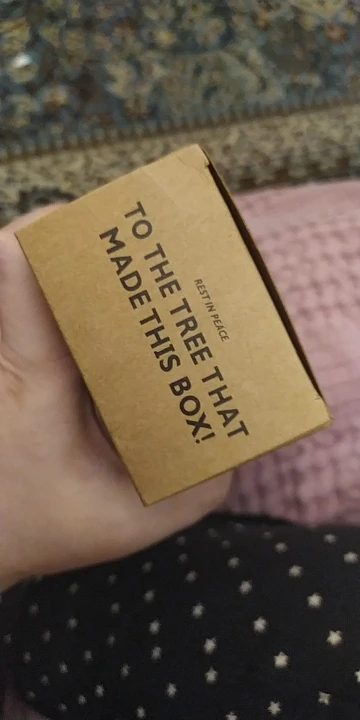 REST IN PEACE
TO THE TREE THAT
MADE THIS BOX!